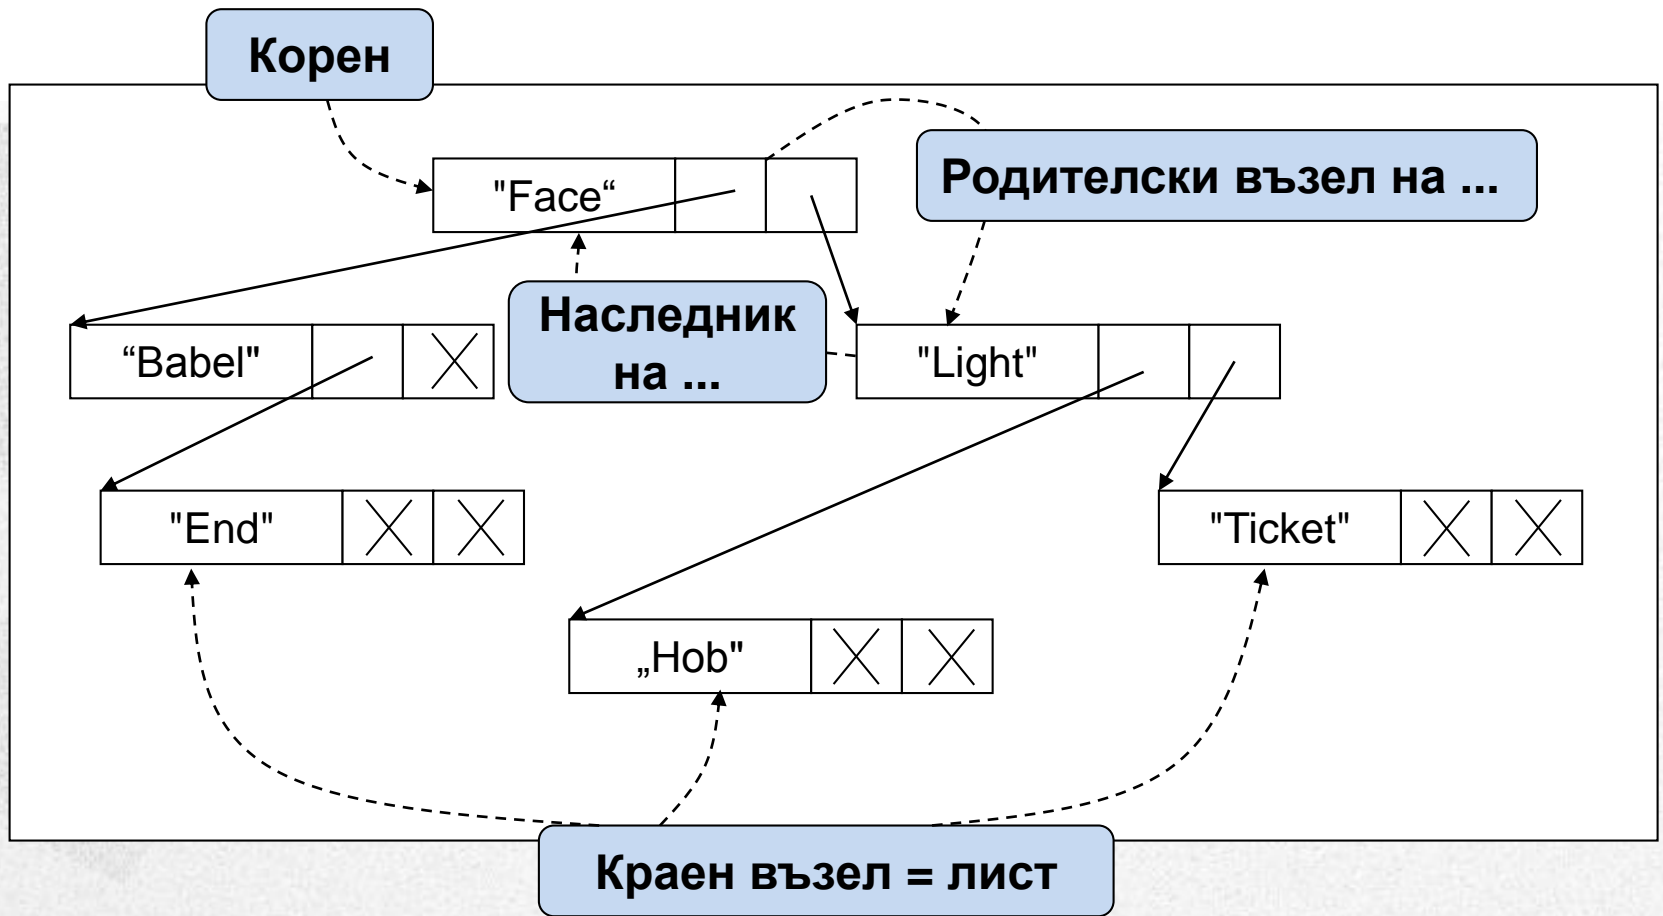 Корен
"Face“
Родителски възел на ...
Наследник
на ...
“Babel"
"Light"
"End"
"Ticket"
„Hob"
Краен възел = лист